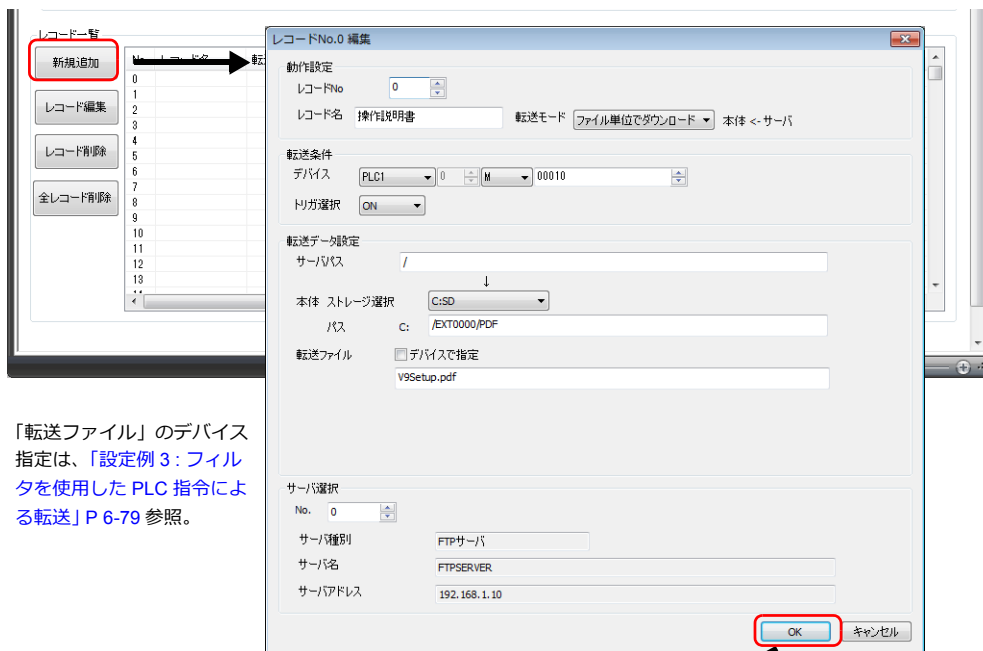 レコード一覧
新規追加
レコード編集
レコード削除
全レコード削除
No. レコード名 転
0
1
2
3
4
5
6
7
8
9
10
11
12
13
レコードNo.0 編集
動作設定
レコードNo 0
レコード名 操作説明書 転送モード ファイル単位でダウンロード 本体 <- サーバ
転送条件
デバイス PLC1 0 M 00010
トリガ選択 ON
転送データ設定
サーバパス /
↓
本体 ストレージ選択 C:SD
パス C: /EXT0000/PDF
転送ファイル デバイスで指定
V9Setup.pdf
サーバ選択
No. 0
サーバ種別 FTPサーバ
サーバ名 FTPSERVER
サーバアドレス 192.168.1.10
OK キャンセル
「転送ファイル」のデバイス
指定は、「設定例 3 : フィル
タを使用した PLC 指令によ
る転送」P 6-79 参照。